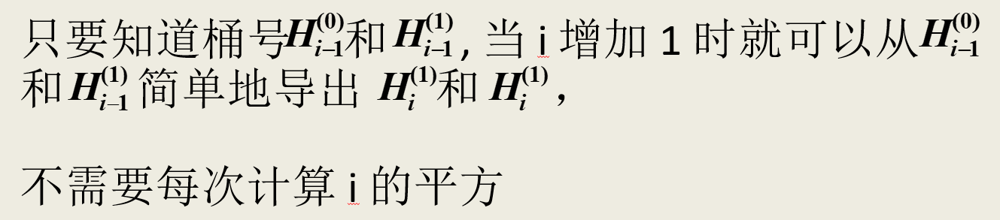 只要知道桶号H_{i-1}^{(0)}和H_{i-1}^{(1)}, 当 i 增加 1 时就可以从H_{i-1}^{(0)}
和H_{i-1}^{(1)}简单地导出 H_i^{(1)}和 H_i^{(1)}，
不需要每次计算 i 的平方